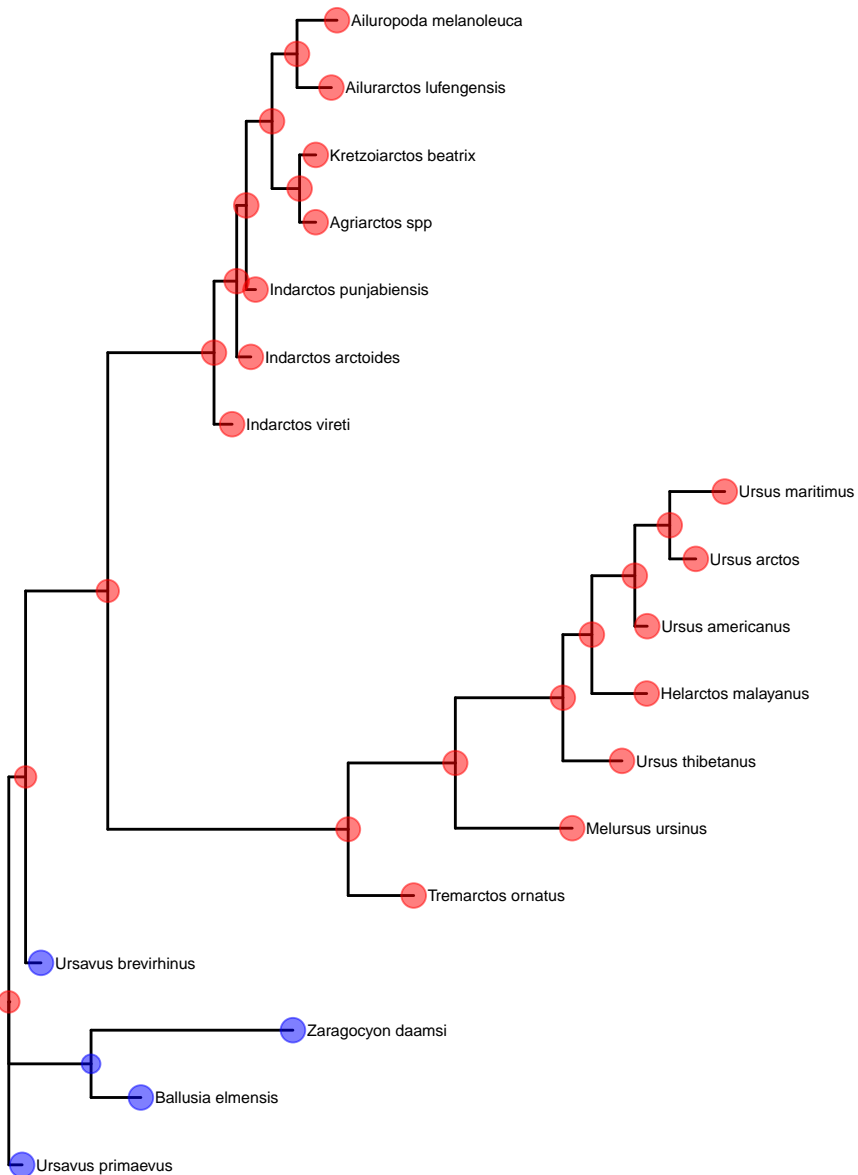 Ailuropoda melanoleuca
Ailurarctos lufengensis
Kretzoiarctos beatrix
Agriarctos spp
Indarctos punjabiensis
Indarctos arctoides
Indarctos vireti
Ursus maritimus
Ursus arctos
Ursus americanus
Helarctos malayanus
Ursus thibetanus
Melursus ursinus
Tremarctos ornatus
Ursavus brevirhinus
Zaragocyon daamsi
Ballusia elmensis
Ursavus primaevus